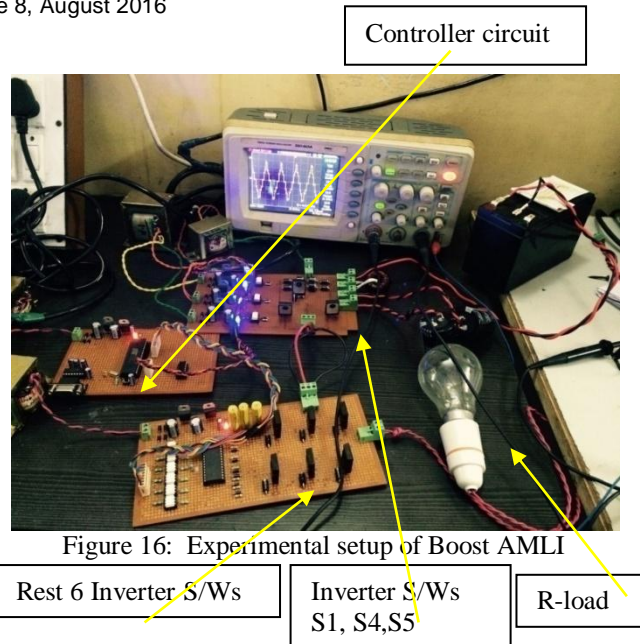 e 8, August 2016
Controller circuit
Figure 16:  Experimental setup of Boost AMLI
Rest 6 Inverter S/Ws
Inverter S/Ws
S1, S4,S5
R-load